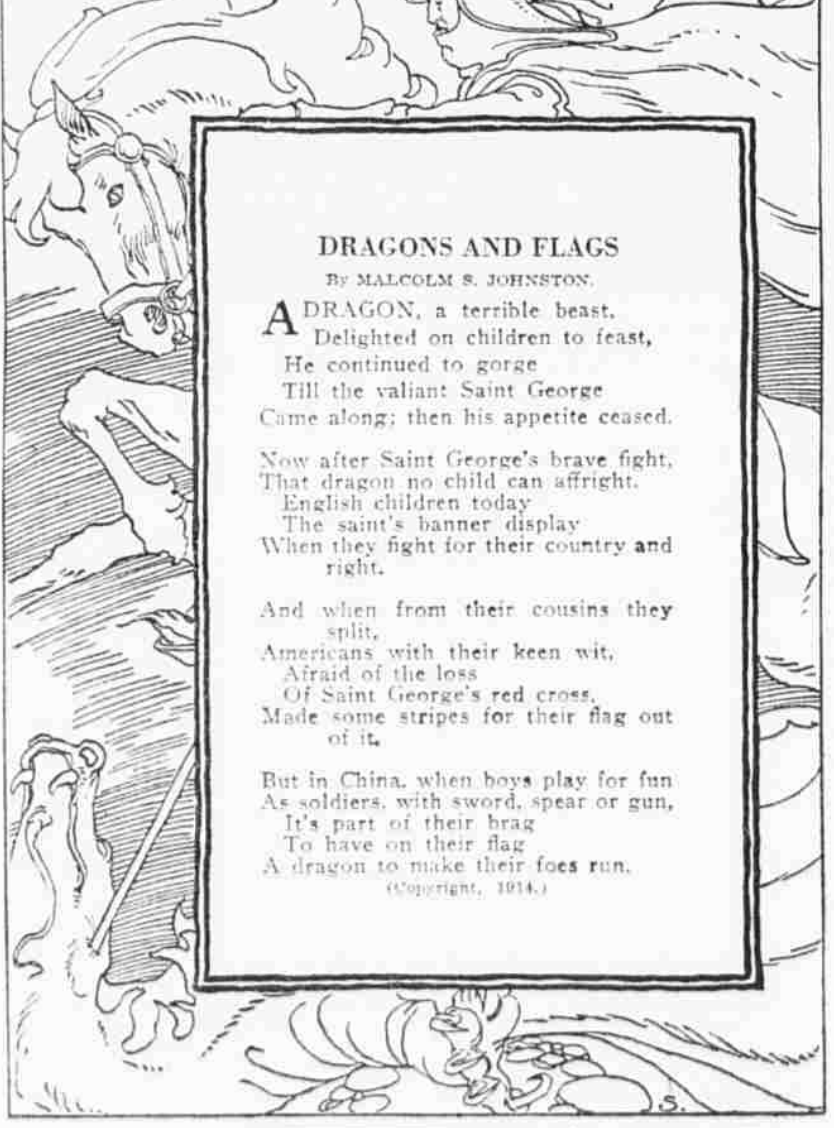 DRAGONS AND FLAGS
By MALCOLM S. JOHNSTON.
A DRAGON, a terrible beast,
Delighted on children to feast,
He continued to gorge
Till the valiant Saint George
Came along; then his appetite ceased.
Now after Saint George's brave fight,
That dragon no child can affright.
English children today
The saint's banner display
When they fight for their country and
right.
And when from their cousins they
split,
Americans with their keen wit,
Afraid of the loss
Of Saint George's red cross,
Made some stripes for their flag out
of it.
But in China, when boys play for fun
As soldiers, with sword, spear or gun,
It's part of their brag
To have on their flag
A dragon to make their foes run.
(Copyright, 1914.)
S.